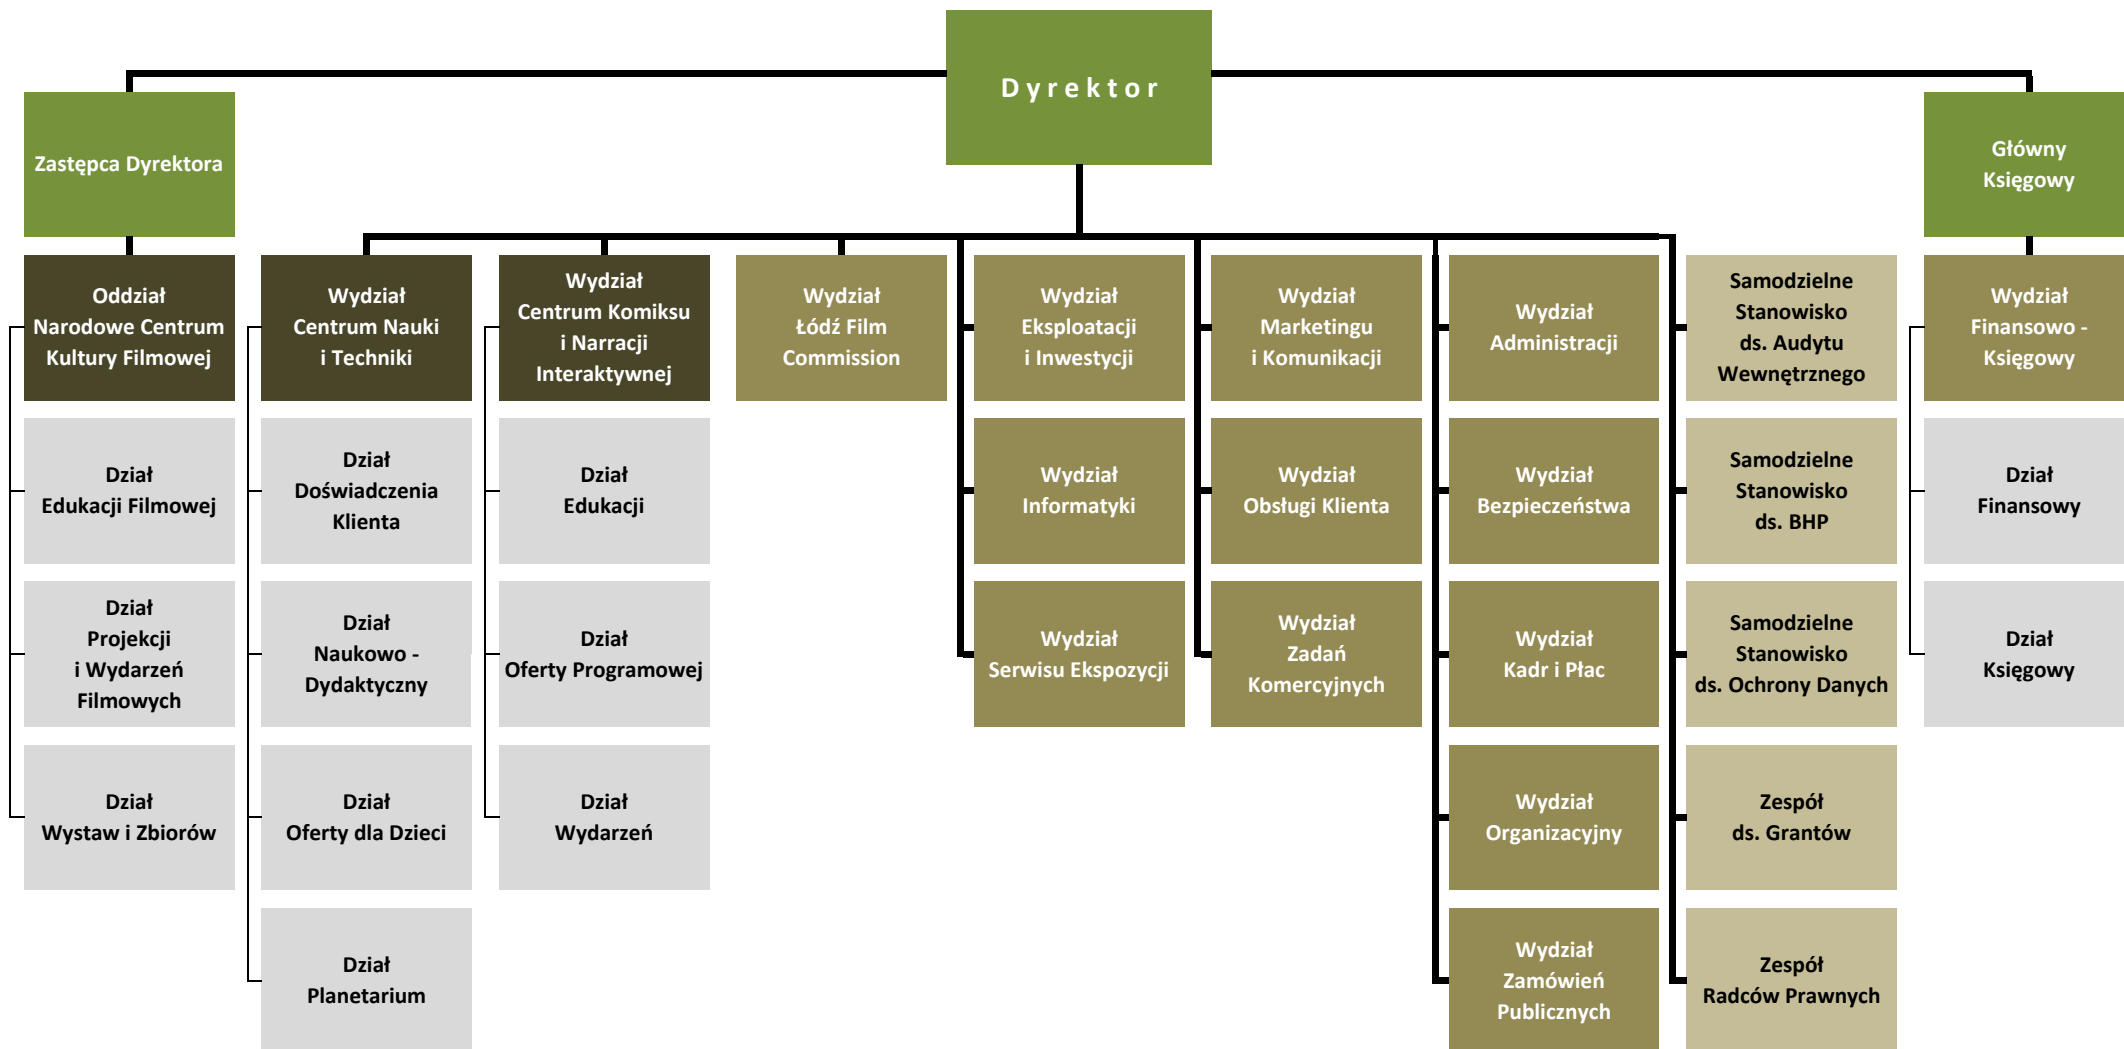 Dyrektor
Zastępca Dyrektora
Główny
Księgowy
Oddział
Narodowe Centrum
Kultury Filmowej
Wydział
Centrum Nauki
i Techniki
Wydział
Centrum Komiksu
i Narracji
Interaktywnej
Wydział
Łódź Film
Commission
Wydział
Eksploatacji
i Inwestycji
Wydział
Marketingu
i Komunikacji
Wydział
Administracji
Samodzielne
Stanowisko
ds. Audytu
Wewnętrznego
Wydział
Finansowo -
Księgowy
Dział
Edukacji Filmowej
Dział
Doświadczenia
Klienta
Dział
Edukacji
Wydział
Informatyki
Wydział
Obsługi Klienta
Wydział
Bezpieczeństwa
Samodzielne
Stanowisko
ds. BHP
Dział
Finansowy
Dział
Projekcji
i Wydarzeń
Filmowych
Dział
Naukowo -
Dydaktyczny
Dział
Oferty Programowej
Wydział
Serwisu Ekspozycji
Wydział
Zadań
Komercyjnych
Wydział
Kadr i Płac
Samodzielne
Stanowisko
ds. Ochrony Danych
Dział
Księgowy
Dział
Wystaw i Zbiorów
Dział
Oferty dla Dzieci
Dział
Wydarzeń
Wydział
Organizacyjny
Zespół
ds. Grantów
Dział
Planetarium
Wydział
Zamówień
Publicznych
Zespół
Radców Prawnych